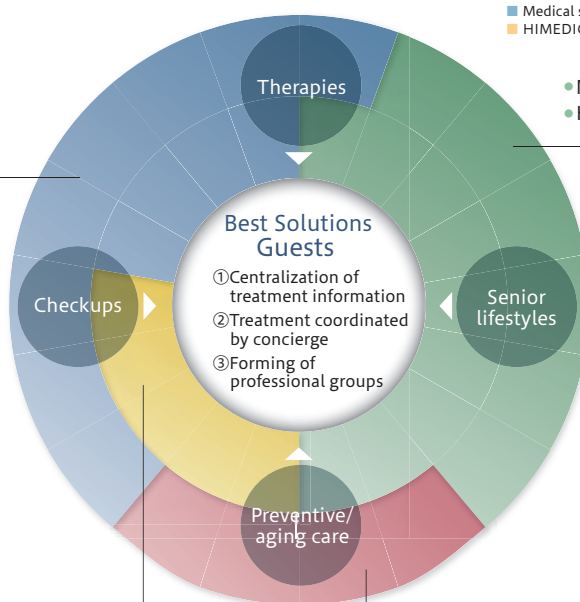 Medical
HIMEDIC
Therapies
Best Solutions
Guests
①Centralization of
treatment information
②Treatment coordinated
by concierge
③Forming of
professional groups
Checkups
Senior
lifestyles
Preventive/
aging care